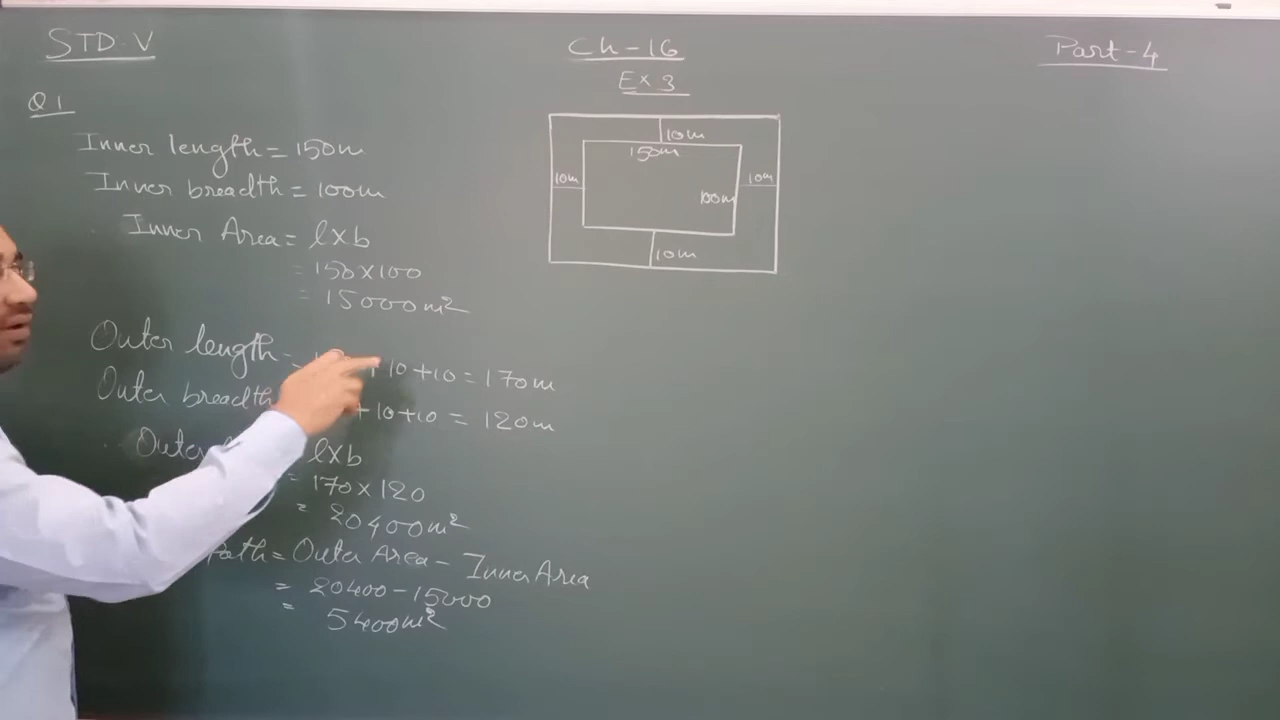 STD. V
Ch-16
Part-4
Ex 3
Q1
Inner length = 150m
Inner breadth = 100m
Inner Area = l×b
= 150×100
= 15000m²
Outer length = +10+10 = 170m
Outer breadth +10+10 = 120m
Outer l×b
= 170×120
= 20400m²
Path = Outer Area - Inner Area
= 20400-15000
= 5400m²
10m
150m
10m
10m
100m
10m